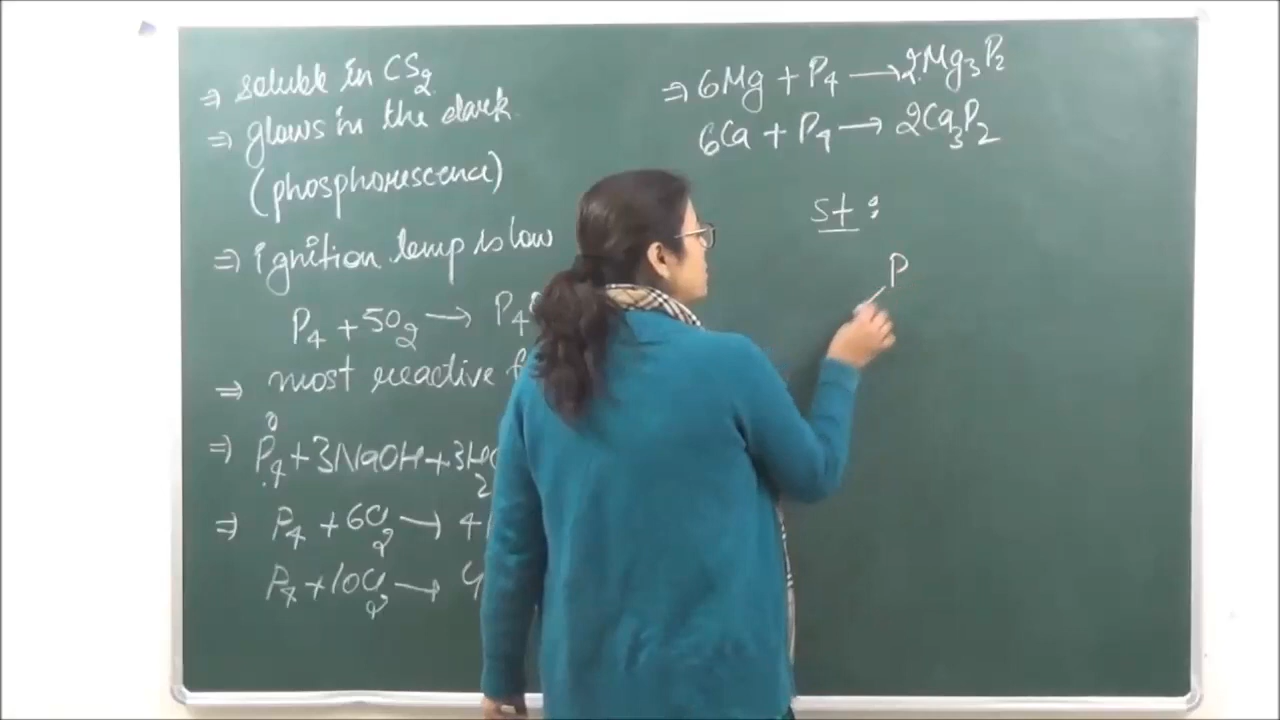 ⇒ soluble in CS₂
⇒ glows in the dark
(phosphorescence)
⇒ ignition temp is low
P₄ + 5O₂ → P₄
⇒ most reactive
⇒ P₄⁰ + 3NaOH + 3H₂
⇒ P₄ + 6Cl₂ → 4
P₄ + 10Cl₂ → 4
⇒ 6Mg + P₄ → 2Mg₃P₂
6Ca + P₄ → 2Ca₃P₂
St :
P